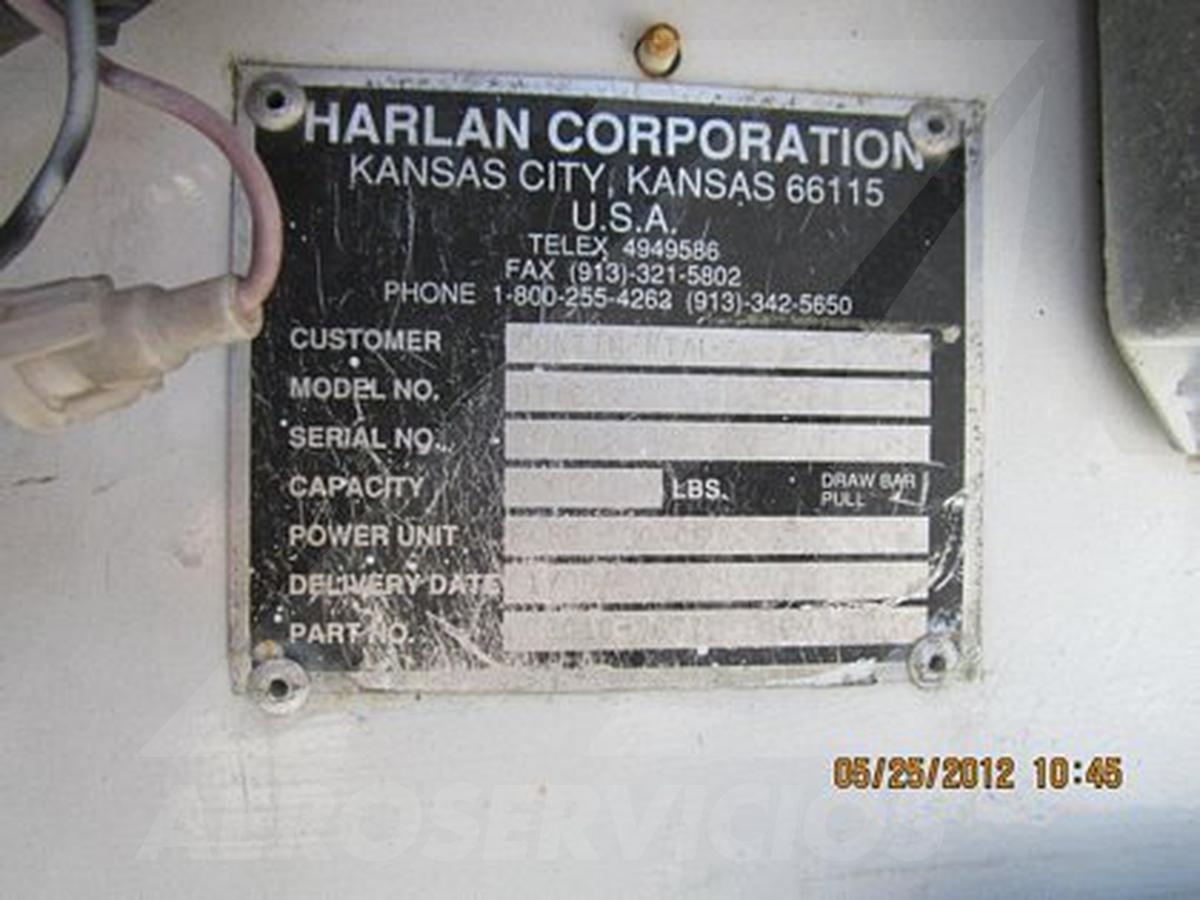 HARLAN CORPORATION
KANSAS CITY, KANSAS 66115
U.S.A.
TELEX 4949586
FAX (913)-321-5802
PHONE 1-800-255-4262 (913)-342-5650
CUSTOMER
MODEL NO.
SERIAL NO.
CAPACITY LBS. DRAW BAR
PULL
POWER UNIT
DELIVERY DATE
PART NO.
05/25/2012 10:45
AEROSERVICIOS